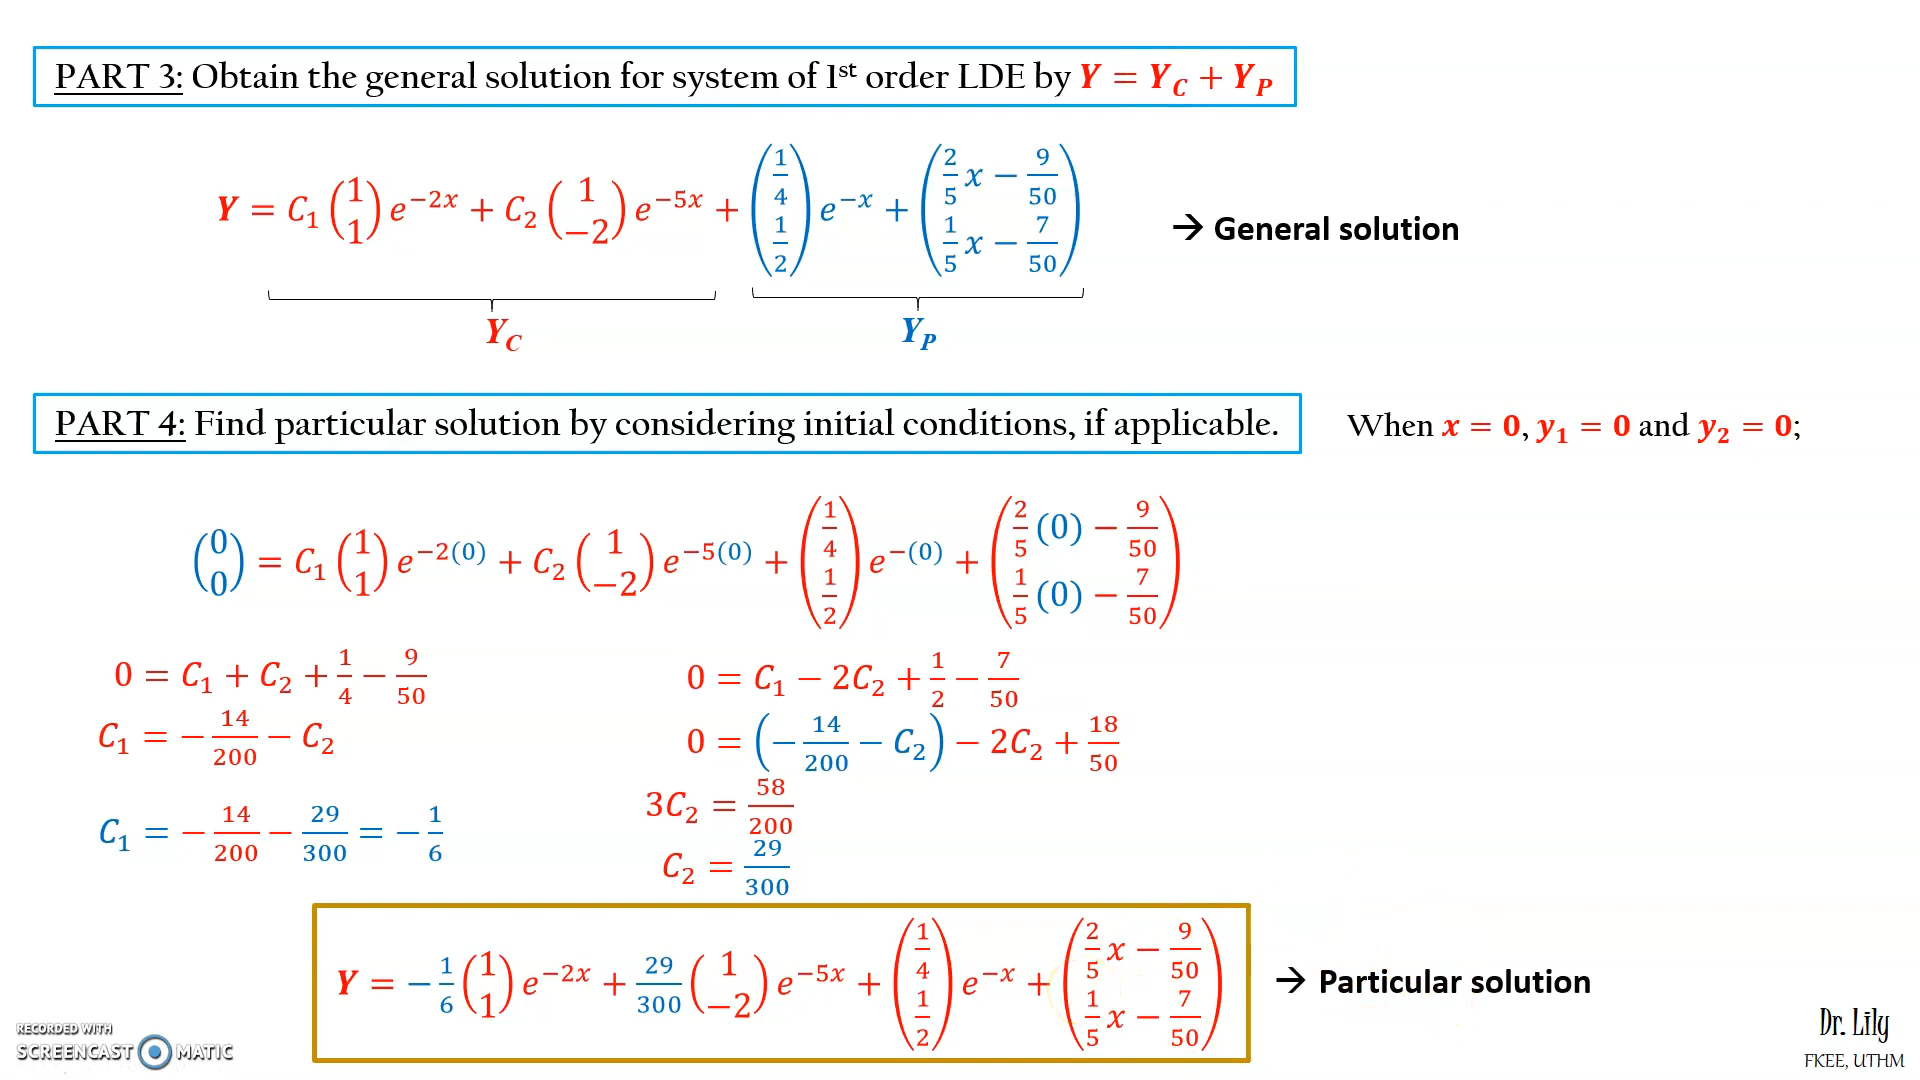 PART 3: Obtain the general solution for system of 1st order LDE by Y = Y_C + Y_P
Y = C₁ (1 1) e^{−2x} + C₂ (1 −2) e^{−5x} + (1/4 1/2) e^{−x} + (2/5 x − 9/50 1/5 x − 7/50) → General solution
Y_C Y_P
PART 4: Find particular solution by considering initial conditions, if applicable. When x = 0, y₁ = 0 and y₂ = 0;
(0 0) = C₁ (1 1) e^{−2(0)} + C₂ (1 −2) e^{−5(0)} + (1/4 1/2) e^{−(0)} + (2/5 (0) − 9/50 1/5 (0) − 7/50)
0 = C₁ + C₂ + 1/4 − 9/50
C₁ = − 14/200 − C₂
C₁ = − 14/200 − 29/300 = − 1/6
0 = C₁ − 2C₂ + 1/2 − 7/50
0 = (− 14/200 − C₂) − 2C₂ + 18/50
3C₂ = 58/200
C₂ = 29/300
Y = − 1/6 (1 1) e^{−2x} + 29/300 (1 −2) e^{−5x} + (1/4 1/2) e^{−x} + (2/5 x − 9/50 1/5 x − 7/50) → Particular solution
RECORDED WITH
SCREENCAST MATIC
Dr. Lily
FKEE, UTHM